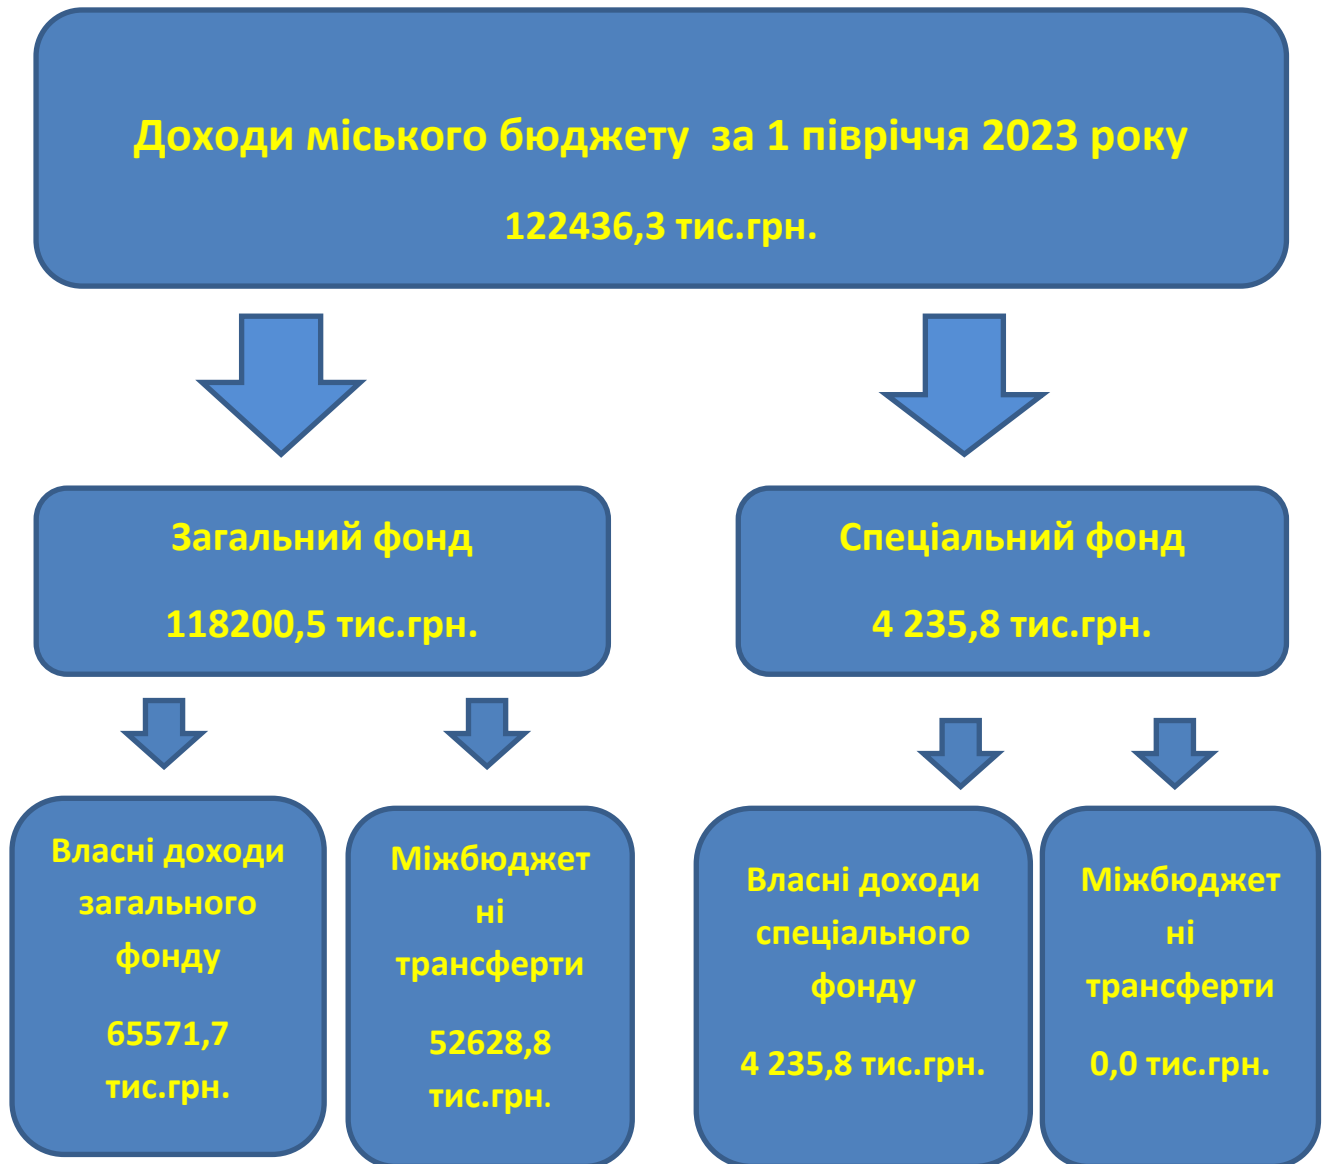 Доходи міського бюджету за 1 півріччя 2023 року
122436,3 тис.грн.
Загальний фонд
118200,5 тис.грн.
Спеціальний фонд
4 235,8 тис.грн.
Власні доходи
загального
фонду
65571,7
тис.грн.
Міжбюджет
ні
трансферти
52628,8
тис.грн.
Власні доходи
спеціального
фонду
4 235,8 тис.грн.
Міжбюджет
ні
трансферти
0,0 тис.грн.